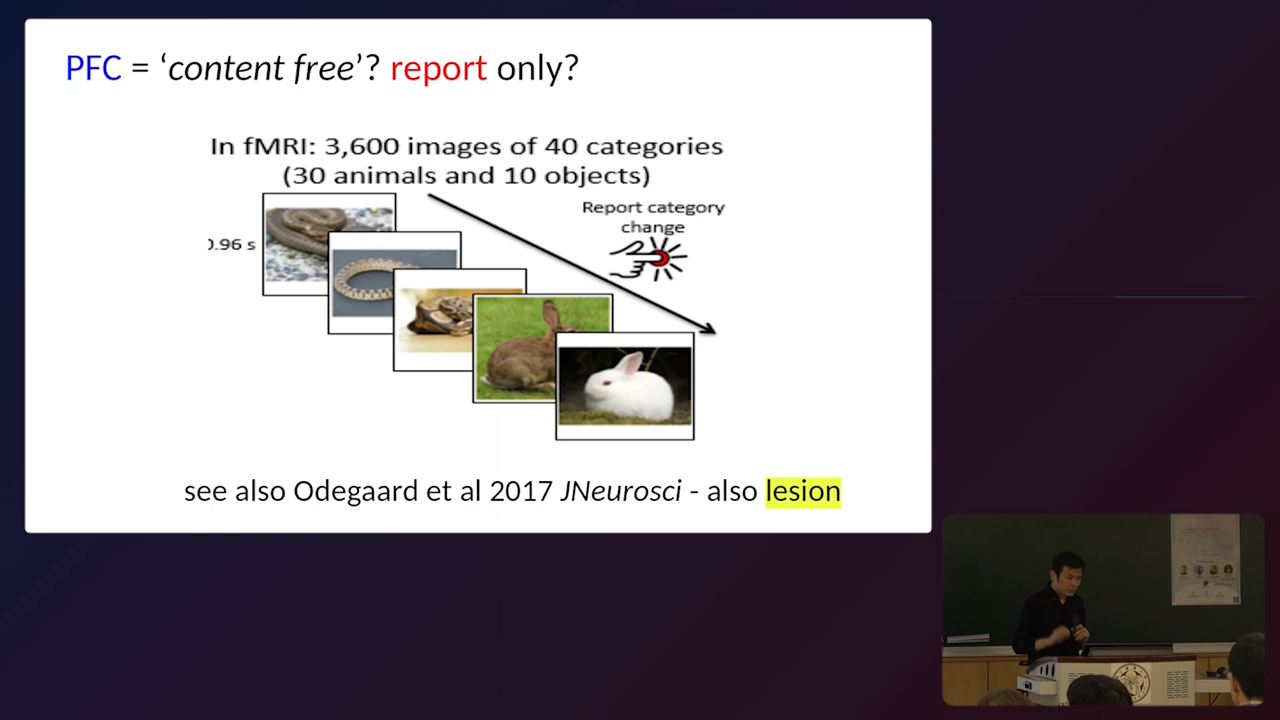 PFC = ‘content free’? report only?
In fMRI: 3,600 images of 40 categories
(30 animals and 10 objects)
Report category
change
0.96 s
see also Odegaard et al 2017 JNeurosci - also lesion